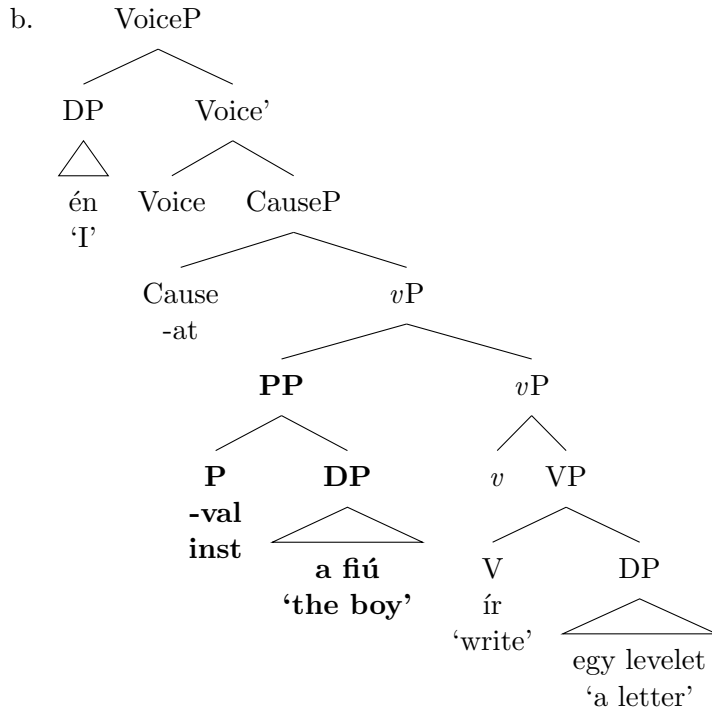 b. VoiceP
DP Voice’
én Voice CauseP
‘I’
Cause vP
-at
PP vP
P DP v VP
-val
inst
a fiú V DP
‘the boy’ ír
‘write’
egy levelet
‘a letter’